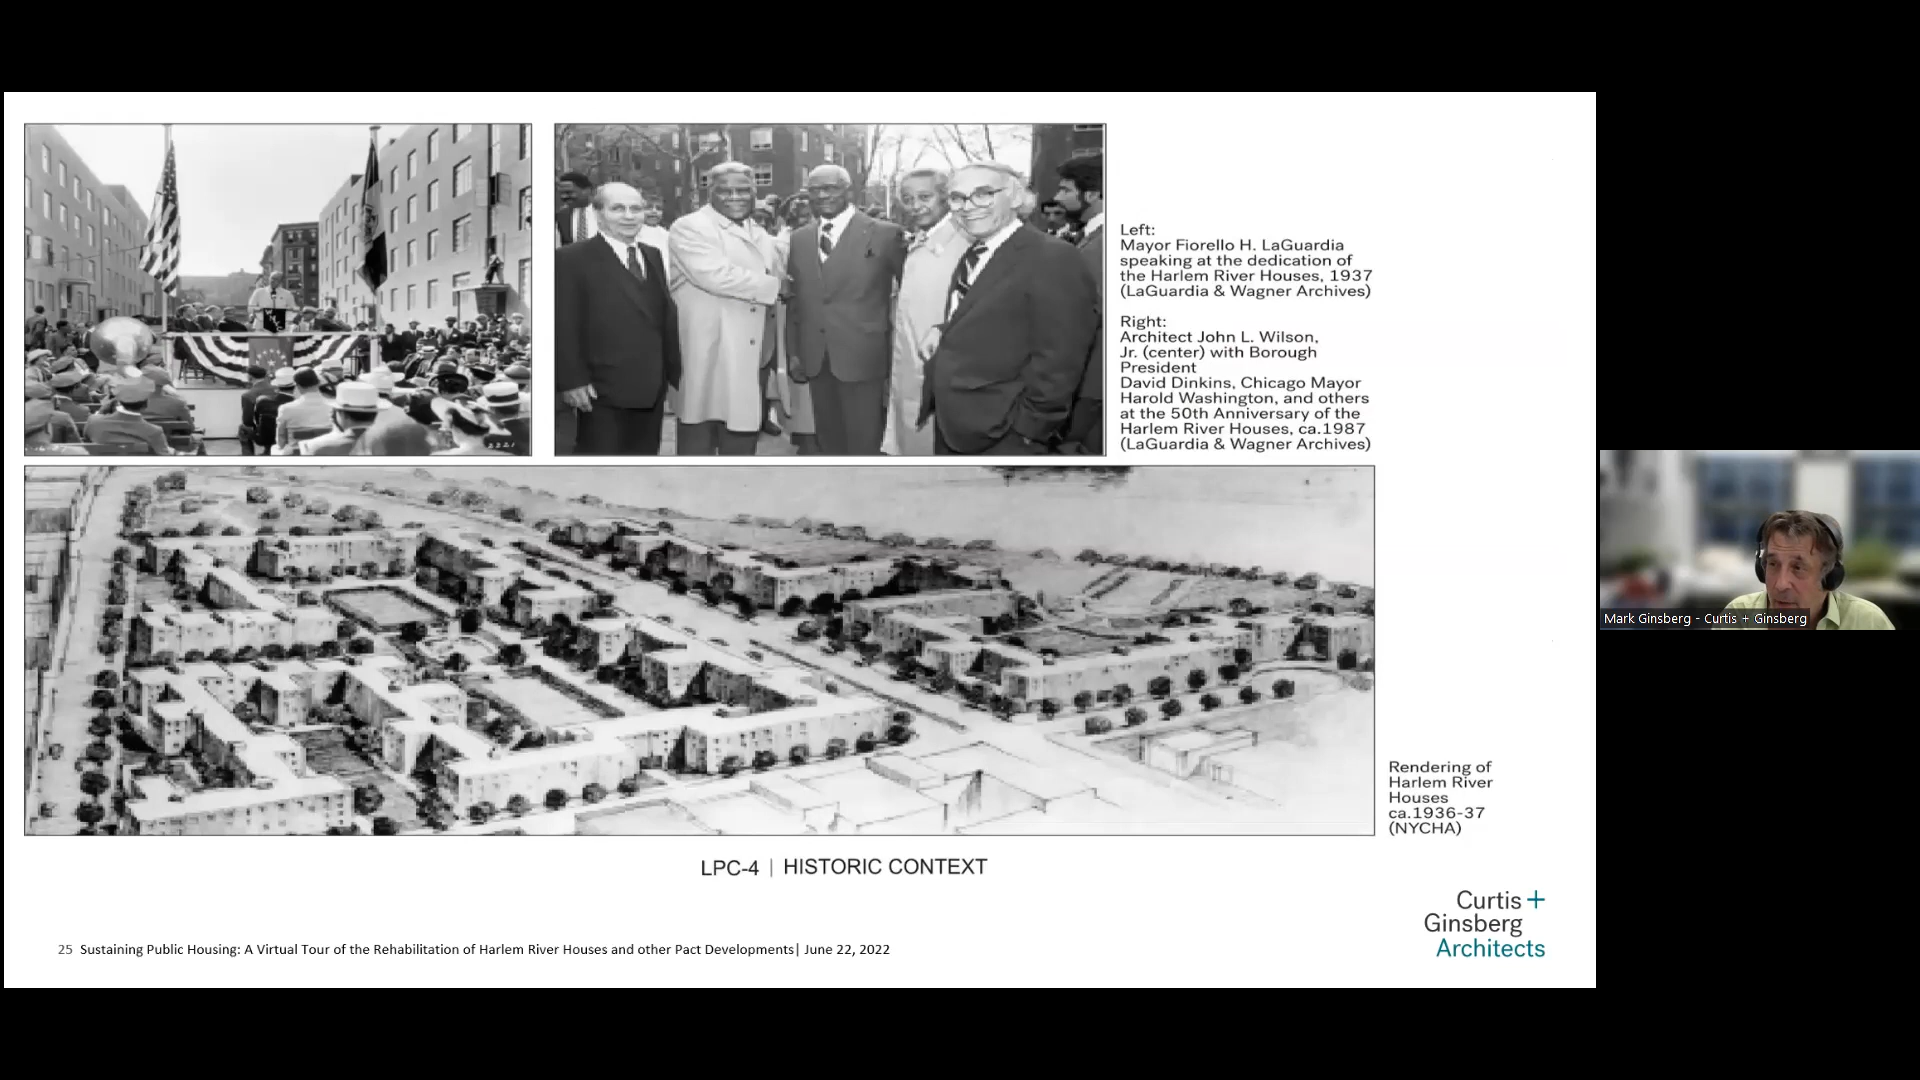 Left:
Mayor Fiorello H. LaGuardia
speaking at the dedication of
the Harlem River Houses, 1937
(LaGuardia & Wagner Archives)
Right:
Architect John L. Wilson,
Jr. (center) with Borough
President
David Dinkins, Chicago Mayor
Harold Washington, and others
at the 50th Anniversary of the
Harlem River Houses, ca.1987
(LaGuardia & Wagner Archives)
Rendering of
Harlem River
Houses
ca.1936-37
(NYCHA)
LPC-4 | HISTORIC CONTEXT
Curtis +
Ginsberg
Architects
25 Sustaining Public Housing: A Virtual Tour of the Rehabilitation of Harlem River Houses and other Pact Developments| June 22, 2022
Mark Ginsberg - Curtis + Ginsberg